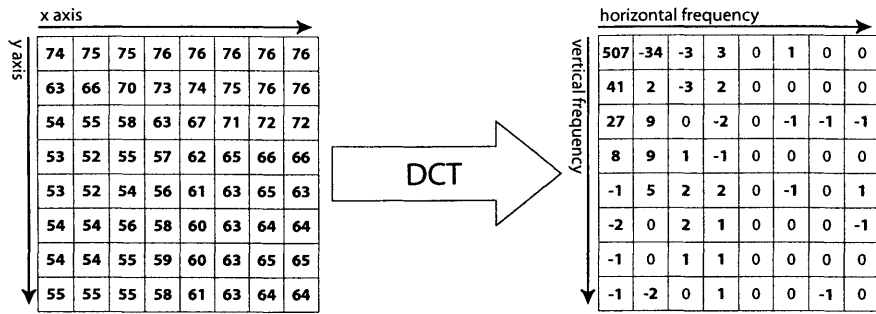 x axis
y axis
74 75 75 76 76 76 76 76
63 66 70 73 74 75 76 76
54 55 58 63 67 71 72 72
53 52 55 57 62 65 66 66
53 52 54 56 61 63 65 63
54 54 56 58 60 63 64 64
54 54 55 59 60 63 65 65
55 55 55 58 61 63 64 64
DCT
horizontal frequency
vertical frequency
507 -34 -3 3 0 1 0 0
41 2 -3 2 0 0 0 0
27 9 0 -2 0 -1 -1 -1
8 9 1 -1 0 0 0 0
-1 5 2 2 0 -1 0 1
-2 0 2 1 0 0 0 -1
-1 0 1 1 0 0 0 0
-1 -2 0 1 0 0 -1 0